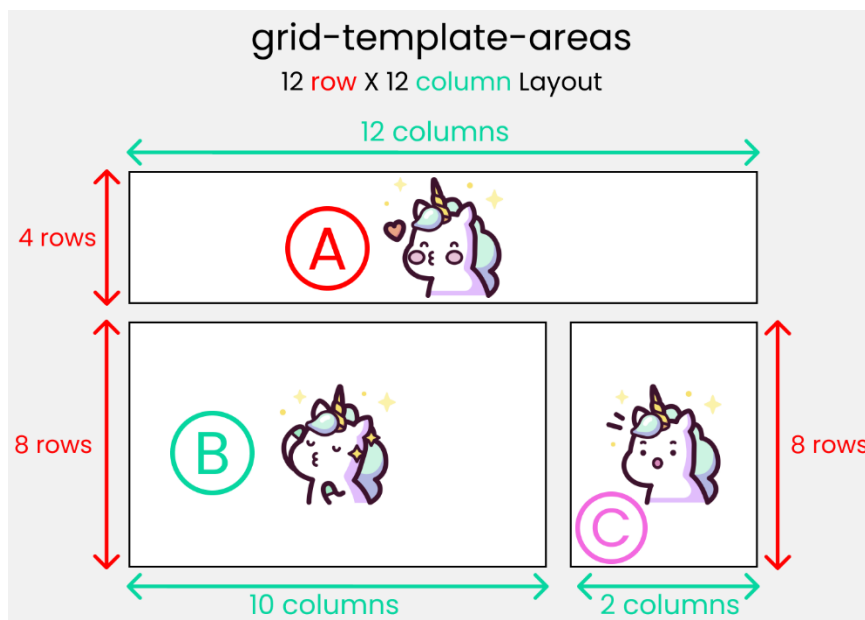 grid-template-areas
12 row X 12 column Layout
12 columns
4 rows
A
8 rows
B
C
8 rows
10 columns
2 columns